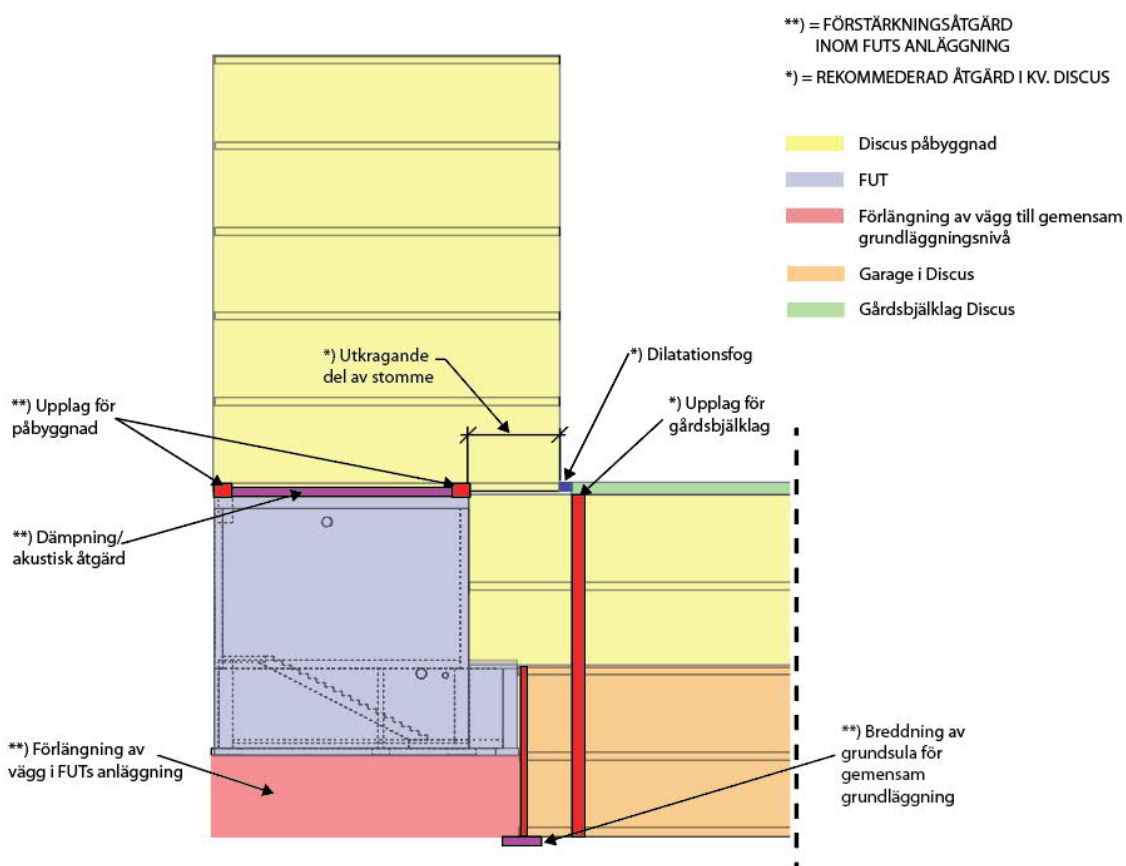 **) = FÖRSTÄRKNINGSÅTGÄRD
INOM FUTS ANLÄGGNING
*) = REKOMMEDERAD ÅTGÄRD I KV. DISCUS
Discus påbyggnad
FUT
Förlängning av vägg till gemensam
grundläggningsnivå
Garage i Discus
Gårdsbjälklag Discus
*) Utkragande
del av stomme
*) Dilatationsfog
**) Upplag för
påbyggnad
*) Upplag för
gårdsbjälklag
**) Dämpning/
akustisk åtgärd
**) Förlängning av
vägg i FUTs anläggning
**) Breddning av
grundsula för
gemensam
grundläggning